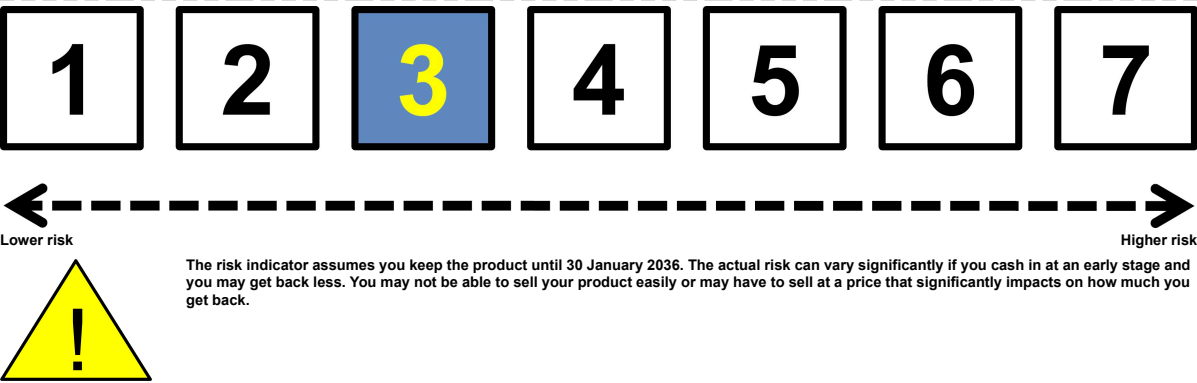 1 2 3 4 5 6 7
Lower risk Higher risk
The risk indicator assumes you keep the product until 30 January 2036. The actual risk can vary significantly if you cash in at an early stage and
you may get back less. You may not be able to sell your product easily or may have to sell at a price that significantly impacts on how much you
get back.
!